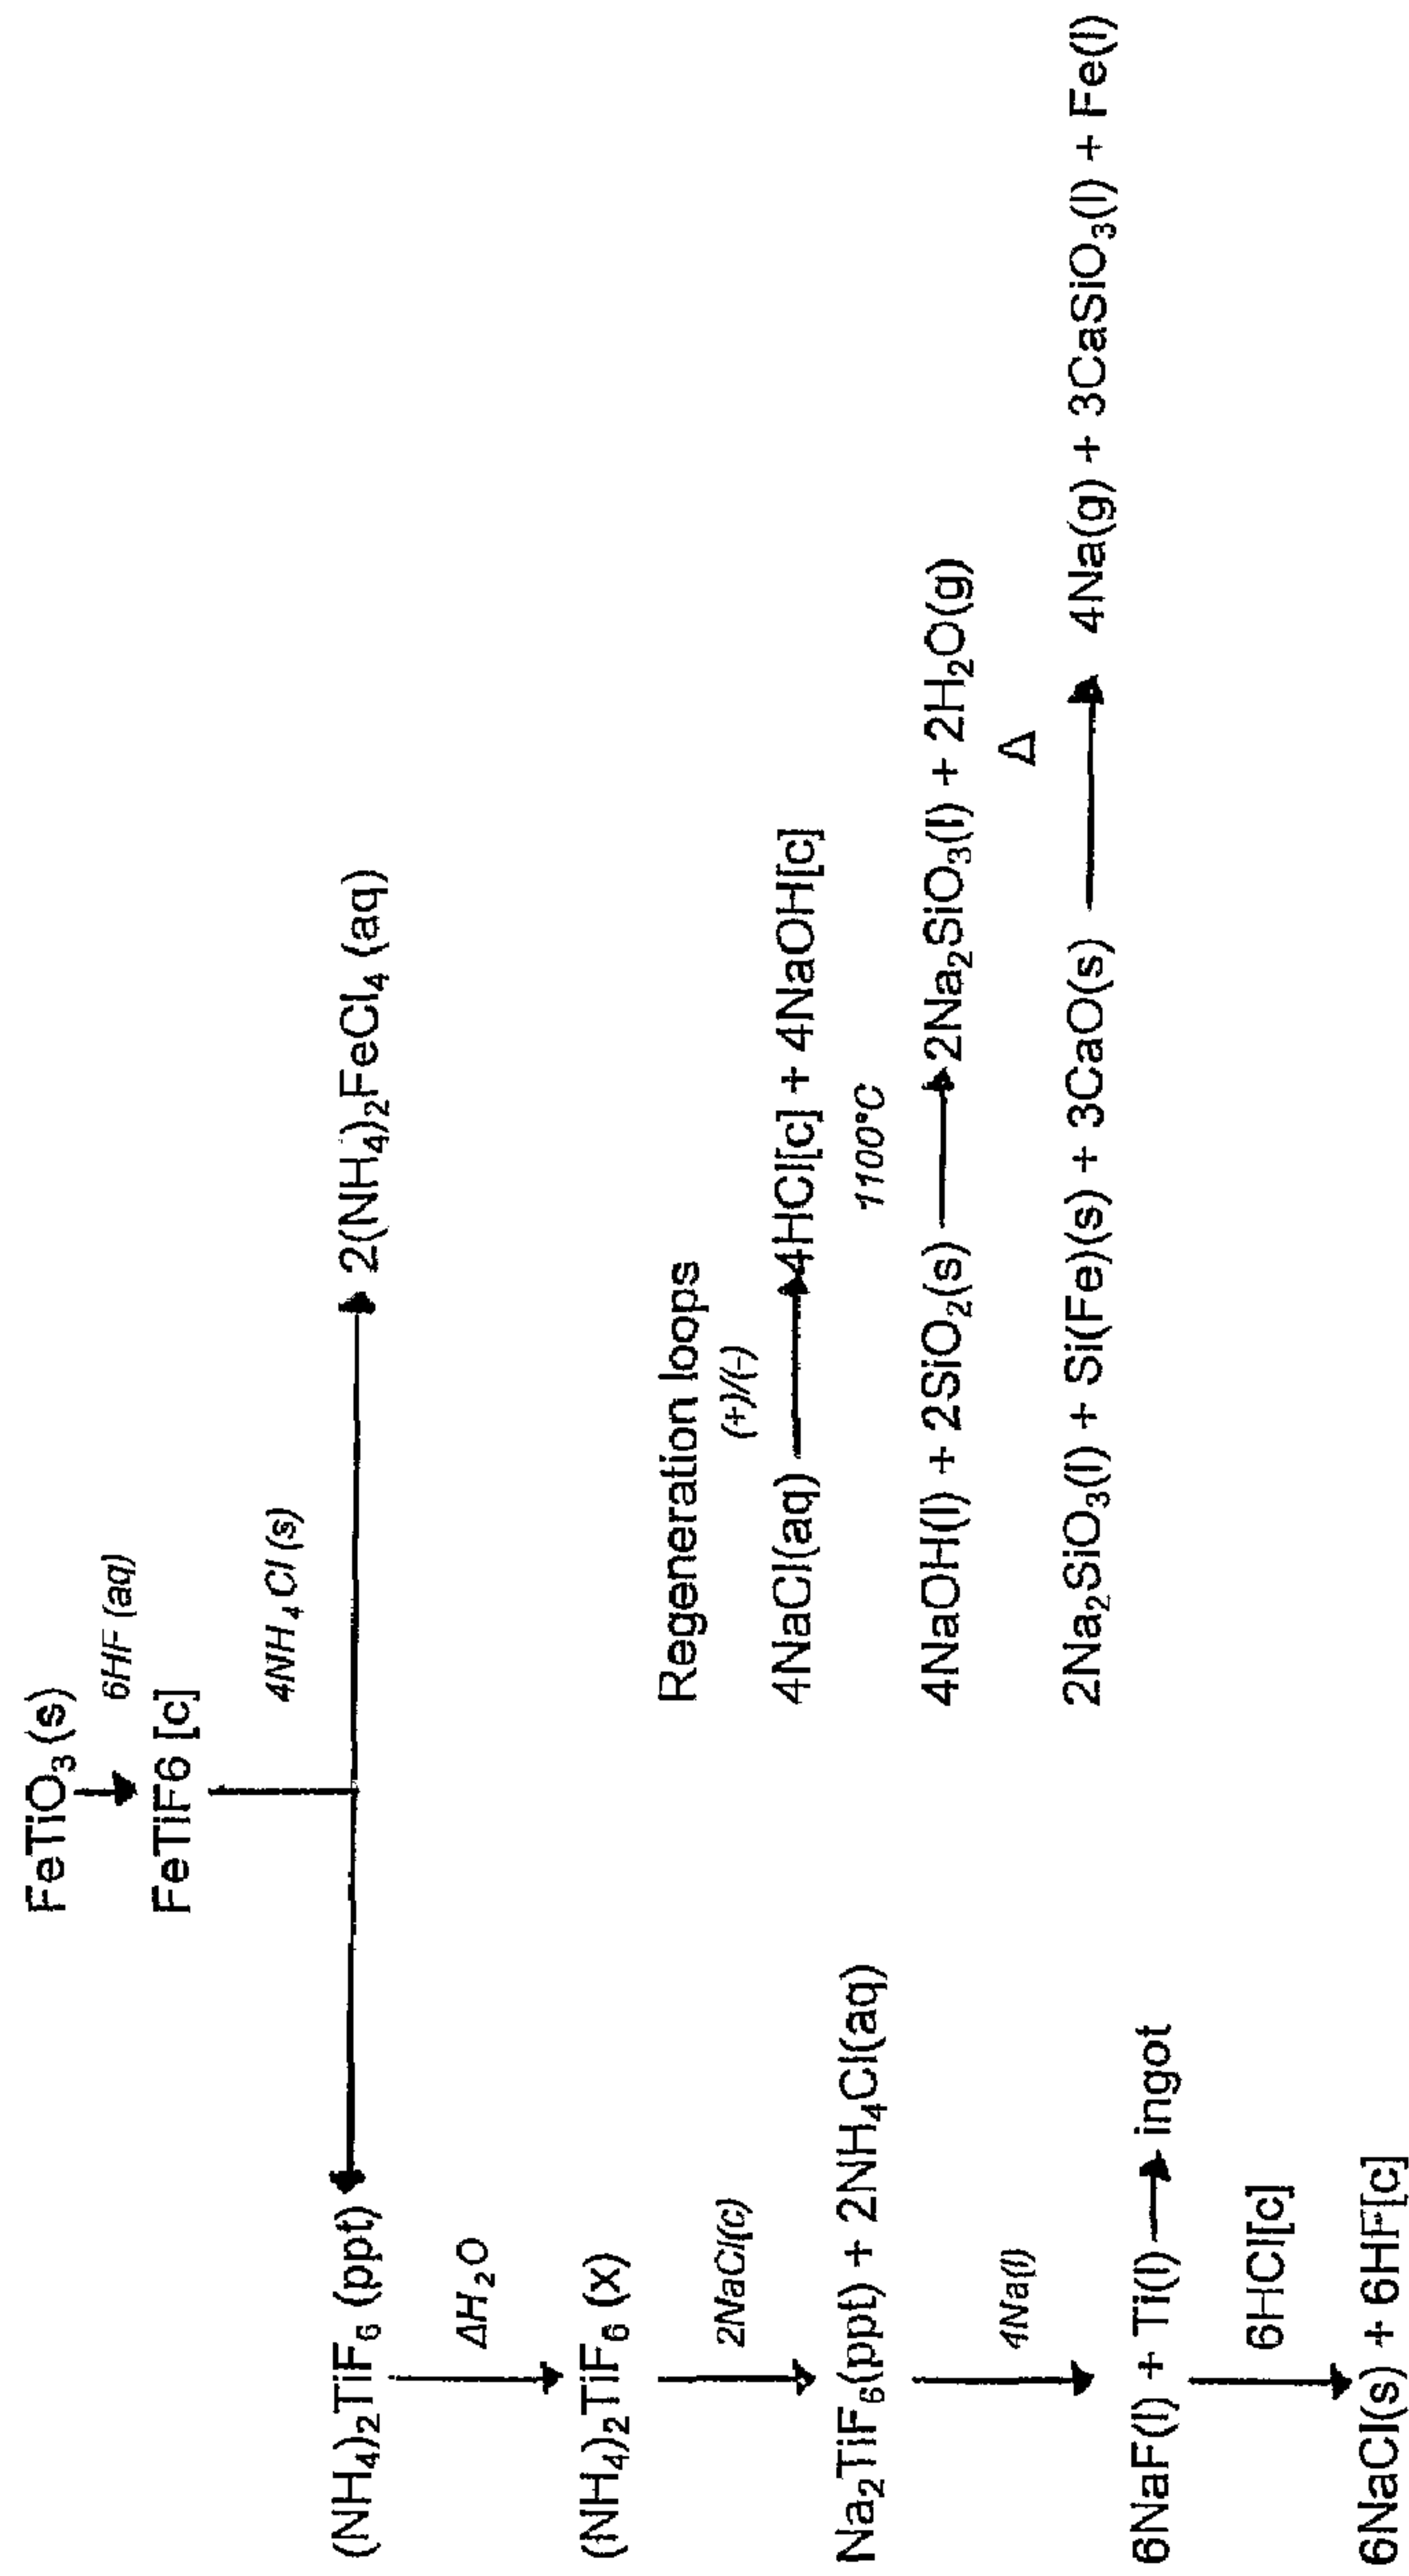 FeTiO₃ (s)
6HF (aq)
FeTiF6 [c]
4NH₄Cl (s)
(NH₄)₂TiF₆ (ppt)
2(NH₄)₂FeCl₄ (aq)
ΔH₂O
(NH₄)₂TiF₆ (x)
2NaCl(c)
Na₂TiF₆(ppt) + 2NH₄Cl(aq)
4Na(l)
6NaF(l) + Ti(l) → ingot
6HCl[c]
6NaCl(s) + 6HF[c]
Regeneration loops
(+)/(-)
4NaCl(aq) → 4HCl[c] + 4NaOH[c]
1100°C
4NaOH(l) + 2SiO₂(s) → 2Na₂SiO₃(l) + 2H₂O(g)
Δ
2Na₂SiO₃(l) + Si(Fe)(s) + 3CaO(s) → 4Na(g) + 3CaSiO₃(l) + Fe(l)